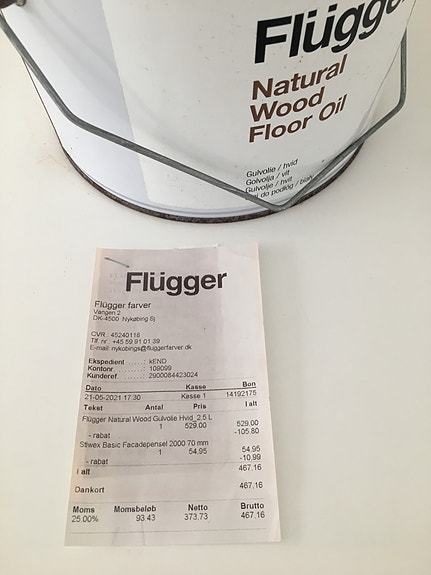 Flügger
Natural
Wood
Floor Oil
Gulvolie / hvid
Golvolja / vit
Gulvolje / hvit
Flügger
Flügger farver
Vangen 2
DK-4500 Nykøbing Sj
CVR : 45240116
Tlf. nr : +45 59 91 01 39
E-mail: nykobings@fluggerfarver.dk
Ekspedient ......: kEND
Kontonr. ......: 109099
Kunderef. ......: 2900084423024
Dato Kasse Bon
21-05-2021 17:30 Kasse 1 14192175
Tekst Antal Pris I alt
Flügger Natural Wood Gulvolie Hvid_2,5 L
1 529.00 529.00
- rabat -105.80
Stiwex Basic Facadepensel 2000 70 mm
1 54,95 54,95
- rabat -10,99
I alt 467,16
Dankort 467,16
Moms Momsbeløb Netto Brutto
25.00% 93.43 373,73 467,16